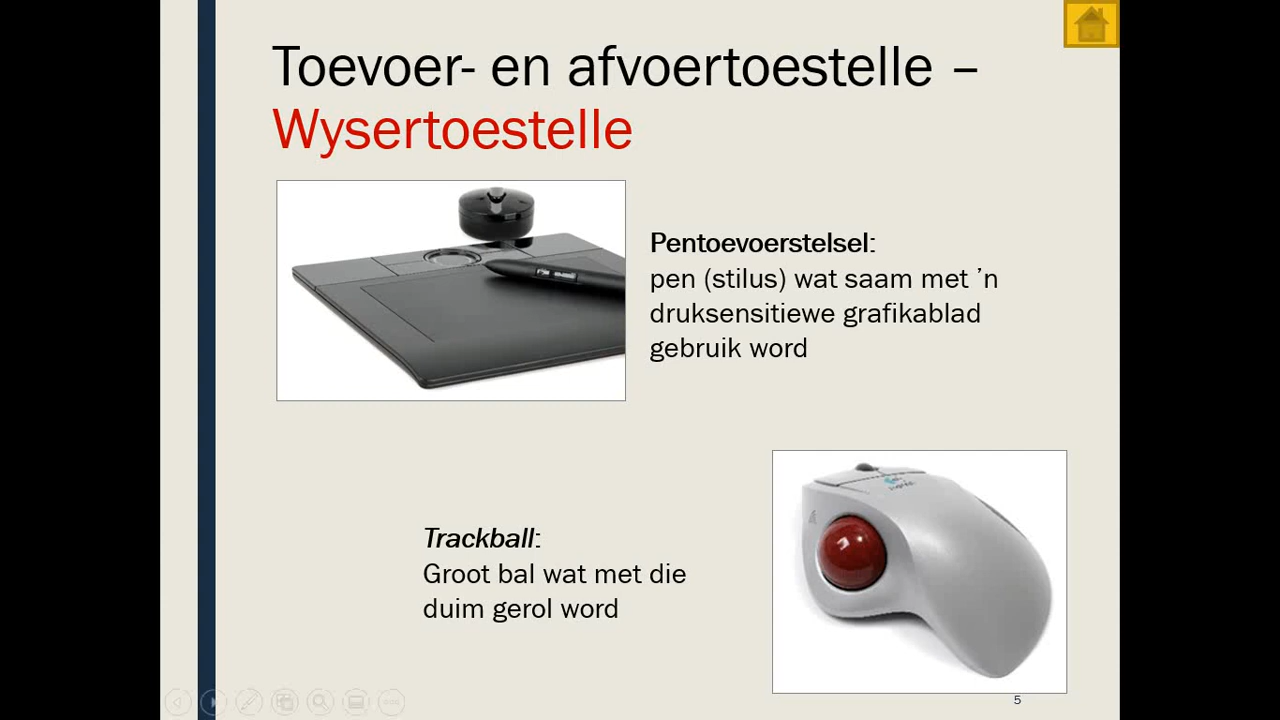 Toevoer- en afvoertoestelle –
Wysertoestelle
Pentoevoerstelsel:
pen (stilus) wat saam met ’n
druksensitiewe grafikablad
gebruik word
Trackball:
Groot bal wat met die
duim gerol word
5